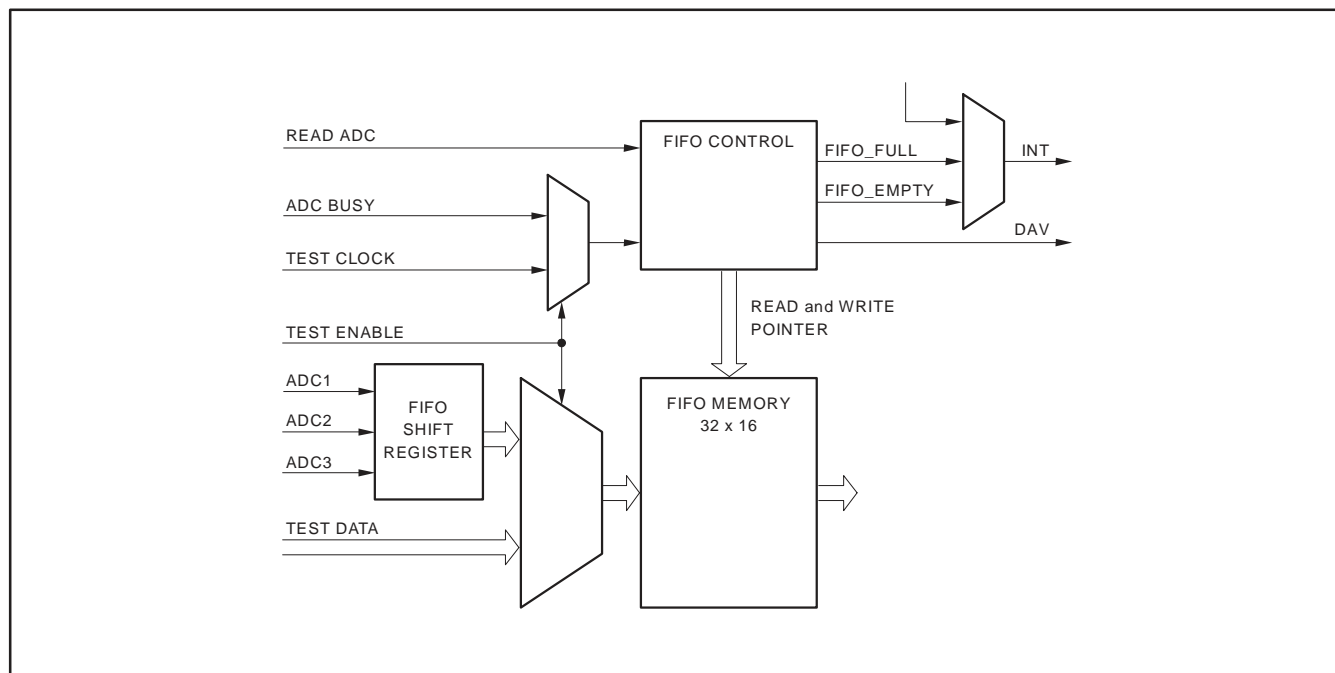 READ ADC
FIFO CONTROL
FIFO_FULL
INT
FIFO_EMPTY
ADC BUSY
DAV
TEST CLOCK
READ and WRITE
POINTER
TEST ENABLE
ADC1
FIFO
SHIFT
REGISTER
ADC2
ADC3
FIFO MEMORY
32 x 16
TEST DATA